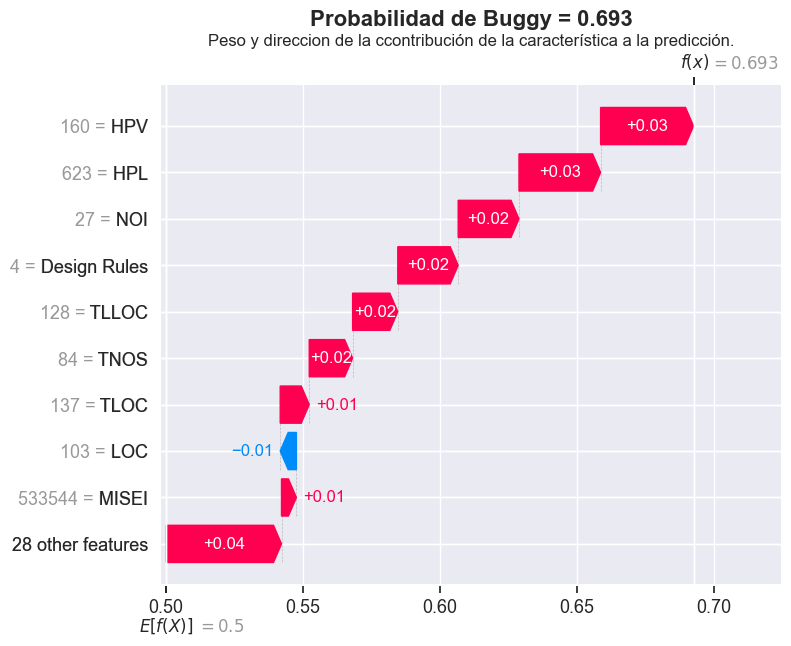 Probabilidad de Buggy = 0.693
Peso y direccion de la ccontribución de la característica a la predicción.
f(x) = 0.693
160 = HPV
+0.03
623 = HPL
+0.03
27 = NOI
+0.02
4 = Design Rules
+0.02
128 = TLLOC
+0.02
84 = TNOS
+0.02
137 = TLOC
+0.01
103 = LOC
−0.01
533544 = MISEI
+0.01
28 other features
+0.04
0.50 0.55 0.60 0.65 0.70
E[f(X)] = 0.5